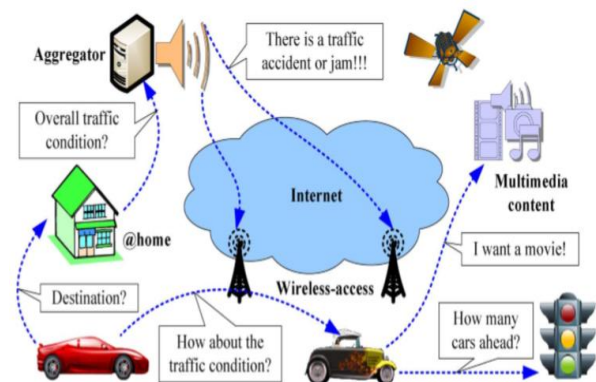 Aggregator
There is a traffic
accident or jam!!!
Overall traffic
condition?
Internet
Multimedia
content
@home
I want a movie!
Wireless-access
Destination?
How about the
traffic condition?
How many
cars ahead?